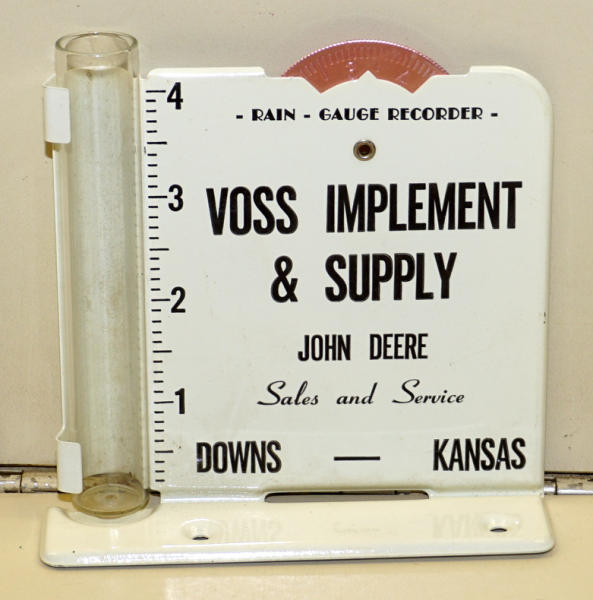 - RAIN - GAUGE RECORDER -
VOSS IMPLEMENT
& SUPPLY
JOHN DEERE
Sales and Service
DOWNS — KANSAS
4
3
2
1